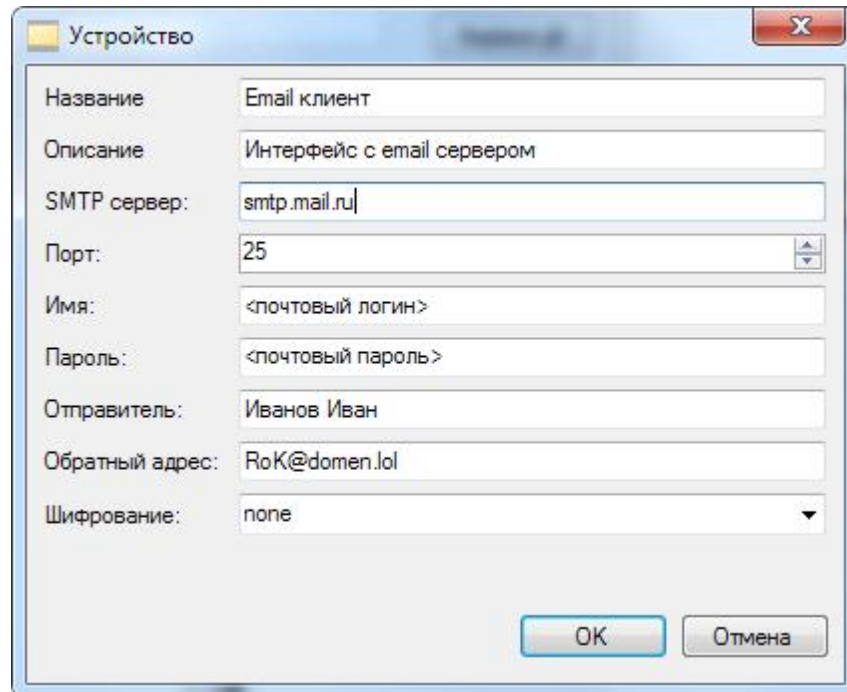 Устройство
Название Email клиент
Описание Интерфейс с email сервером
SMTP сервер: smtp.mail.ru
Порт: 25
Имя: <почтовый логин>
Пароль: <почтовый пароль>
Отправитель: Иванов Иван
Обратный адрес: RoK@domen.lol
Шифрование: none
OK Отмена